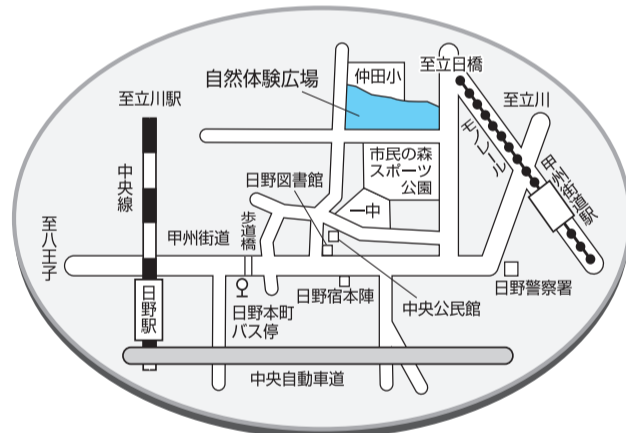 仲田小
至立日橋
自然体験広場
至立川駅
至立川
モノレール
中央線
市民の森
スポーツ
公園
甲州街道駅
日野図書館
一中
歩道橋
甲州街道
至八王子
日野警察署
日野宿本陣
中央公民館
日野駅
日野本町
バス停
中央自動車道